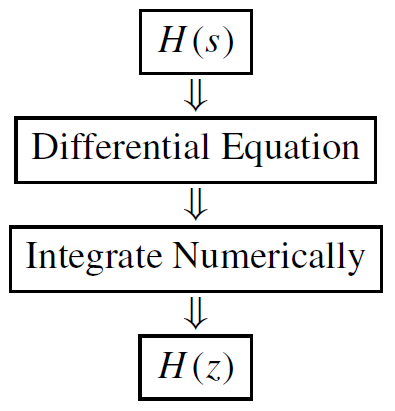 H(s)
⇓
Differential Equation
⇓
Integrate Numerically
⇓
H(z)